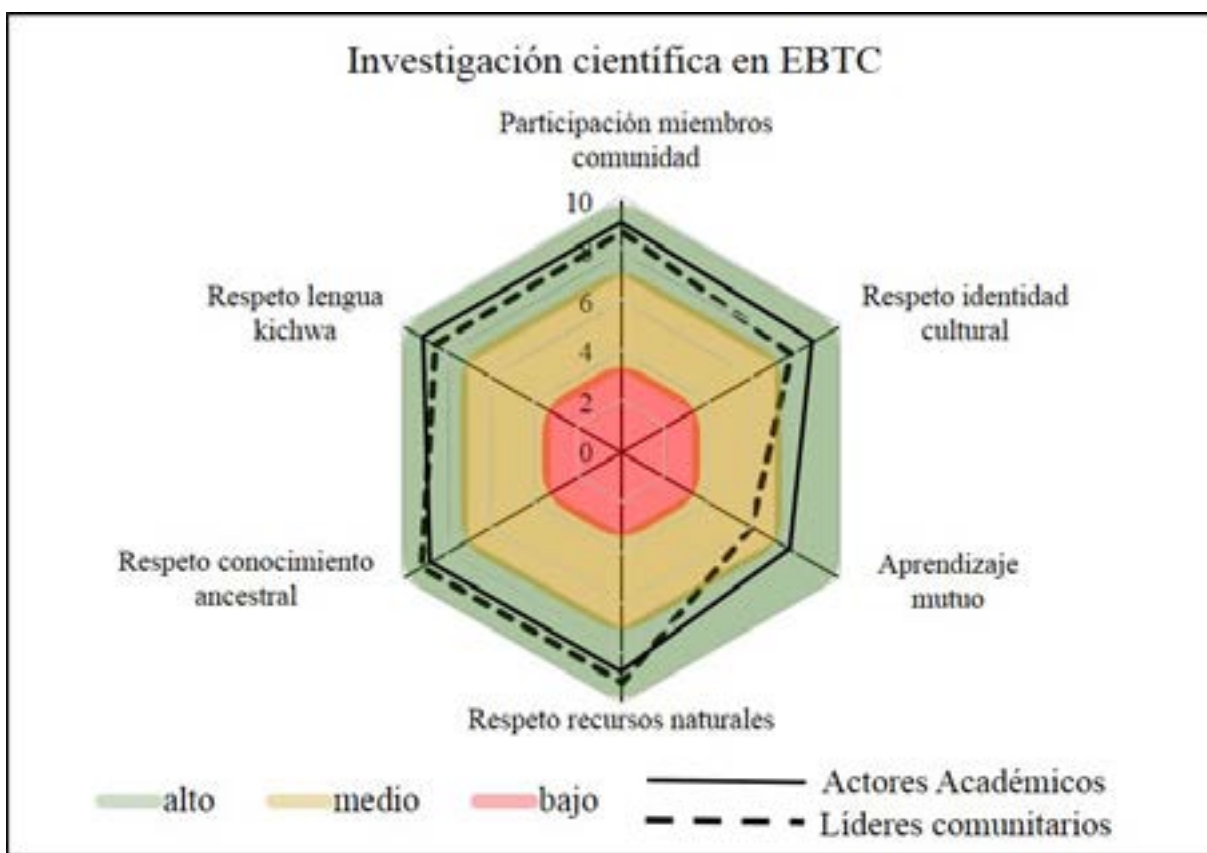 Investigación científica en EBTC
Participación miembros
comunidad
10
8
6
4
2
0
Respeto lengua
kichwa
Respeto identidad
cultural
Respeto conocimiento
ancestral
Aprendizaje
mutuo
Respeto recursos naturales
alto
medio
bajo
Actores Académicos
Líderes comunitarios